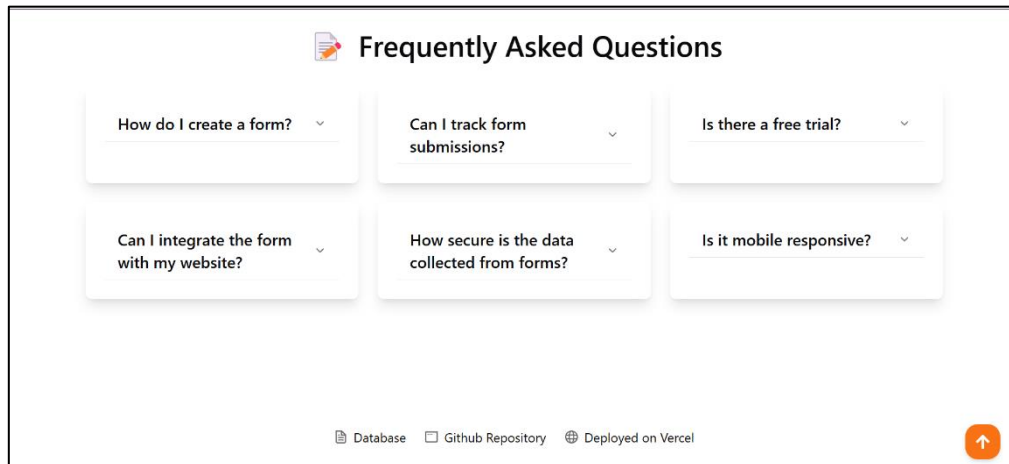 Frequently Asked Questions
How do I create a form?
Can I track form
submissions?
Is there a free trial?
Can I integrate the form
with my website?
How secure is the data
collected from forms?
Is it mobile responsive?
Database
Github Repository
Deployed on Vercel